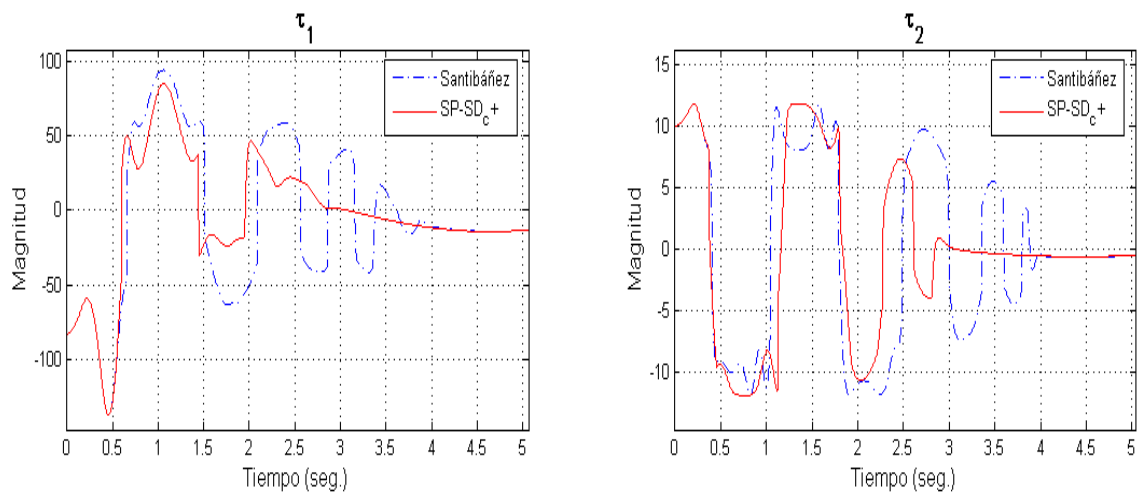 τ1
100
50
0
-50
-100
Magnitud
0 0.5 1 1.5 2 2.5 3 3.5 4 4.5 5
Tiempo (seg.)
Santibáñez
SP-SDc+
τ2
15
10
5
0
-5
-10
Magnitud
0 0.5 1 1.5 2 2.5 3 3.5 4 4.5 5
Tiempo (seg.)
Santibáñez
SP-SDc+